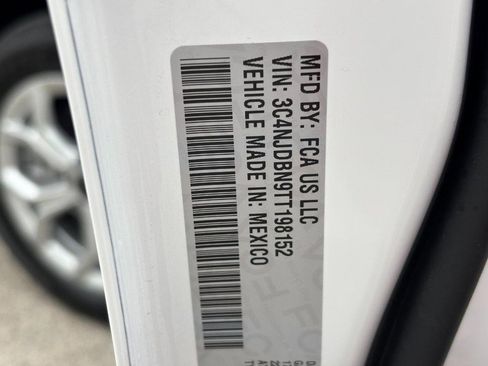 MFD BY: FCA US LLC
VIN: 3C4NJDBN9TT198152
VEHICLE MADE IN: MEXICO